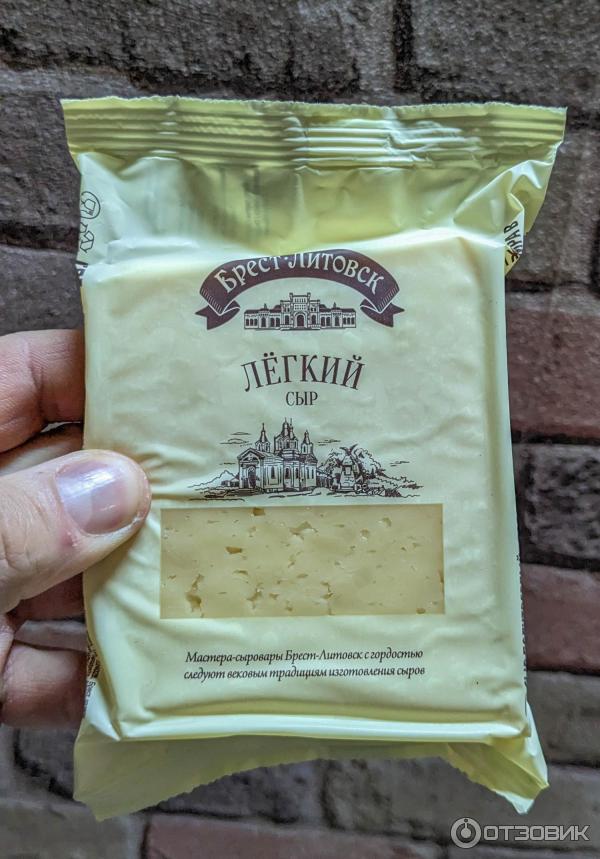 Брест-Литовск
ЛЁГКИЙ
СЫР
Мастера-сыровары Брест-Литовск с гордостью
следуют вековым традициям изготовления сыров
ОТЗОВИК